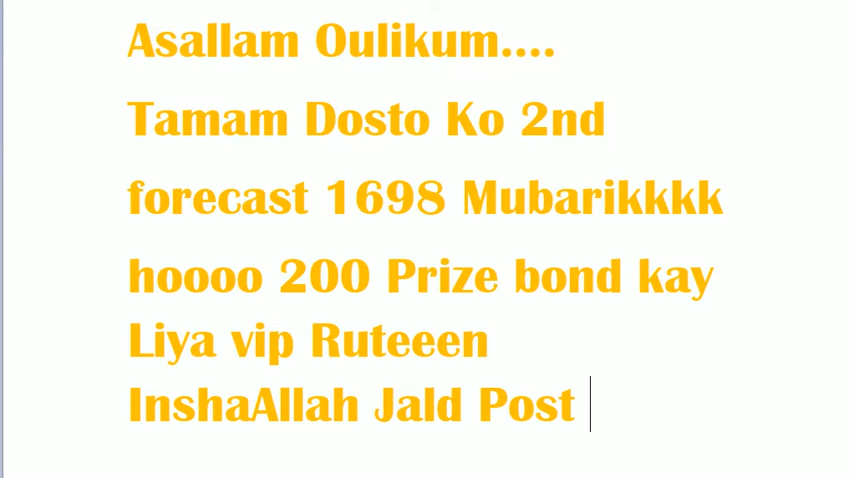 Asallam Oulikum....
Tamam Dosto Ko 2nd
forecast 1698 Mubarikkkk
hoooo 200 Prize bond kay
Liya vip Ruteeen
InshaAllah Jald Post